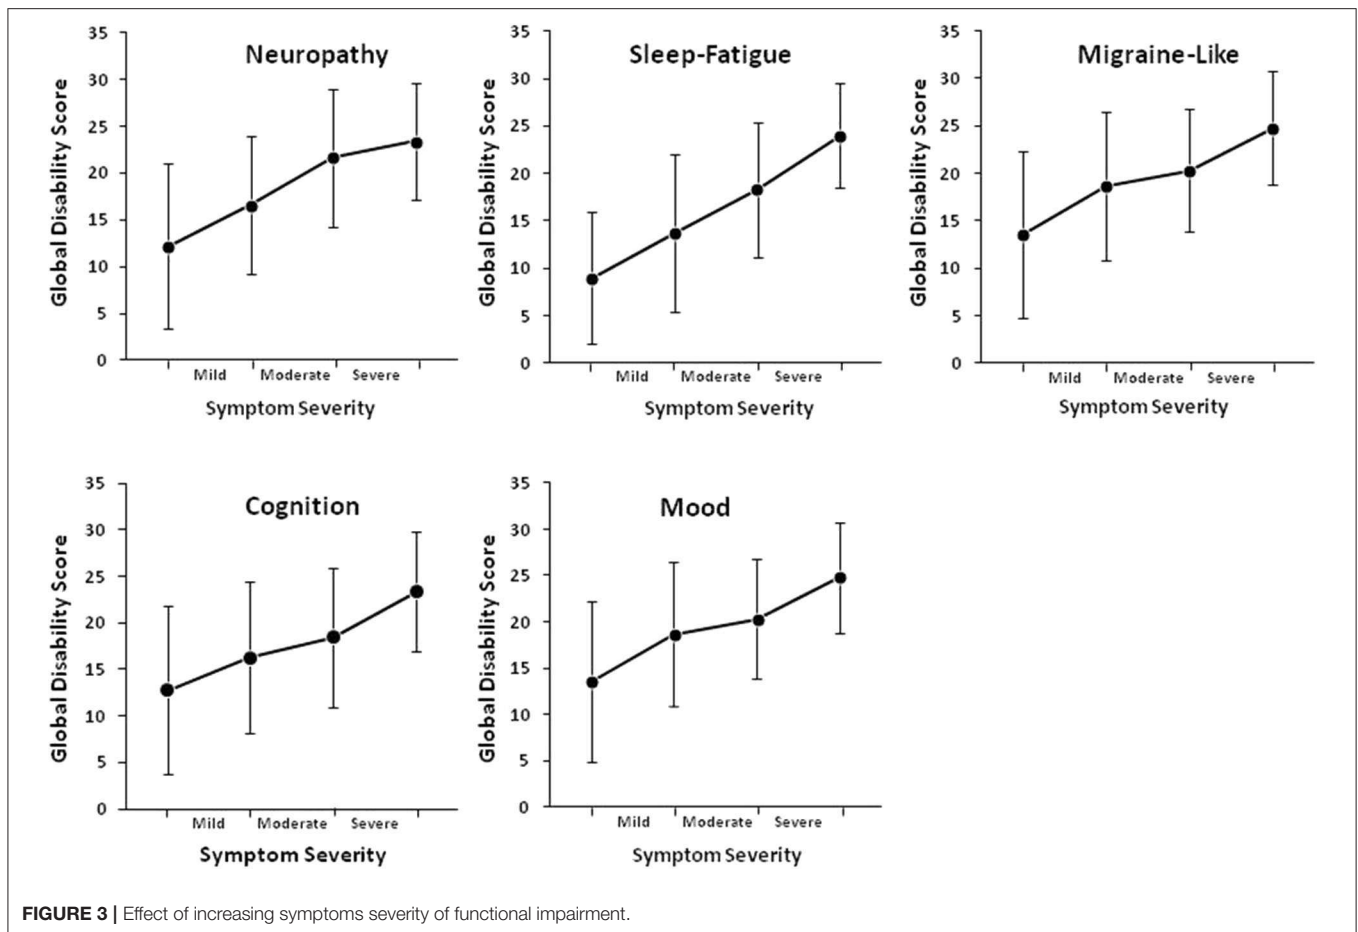 Neuropathy
Global Disability Score
35
30
25
20
15
10
5
0
Mild Moderate Severe
Symptom Severity
Sleep-Fatigue
Global Disability Score
35
30
25
20
15
10
5
0
Mild Moderate Severe
Symptom Severity
Migraine-Like
Global Disability Score
35
30
25
20
15
10
5
0
Mild Moderate Severe
Symptom Severity
Cognition
Global Disability Score
35
30
25
20
15
10
5
0
Mild Moderate Severe
Symptom Severity
Mood
Global Disability Score
35
30
25
20
15
10
5
0
Mild Moderate Severe
Symptom Severity
FIGURE 3 | Effect of increasing symptoms severity of functional impairment.